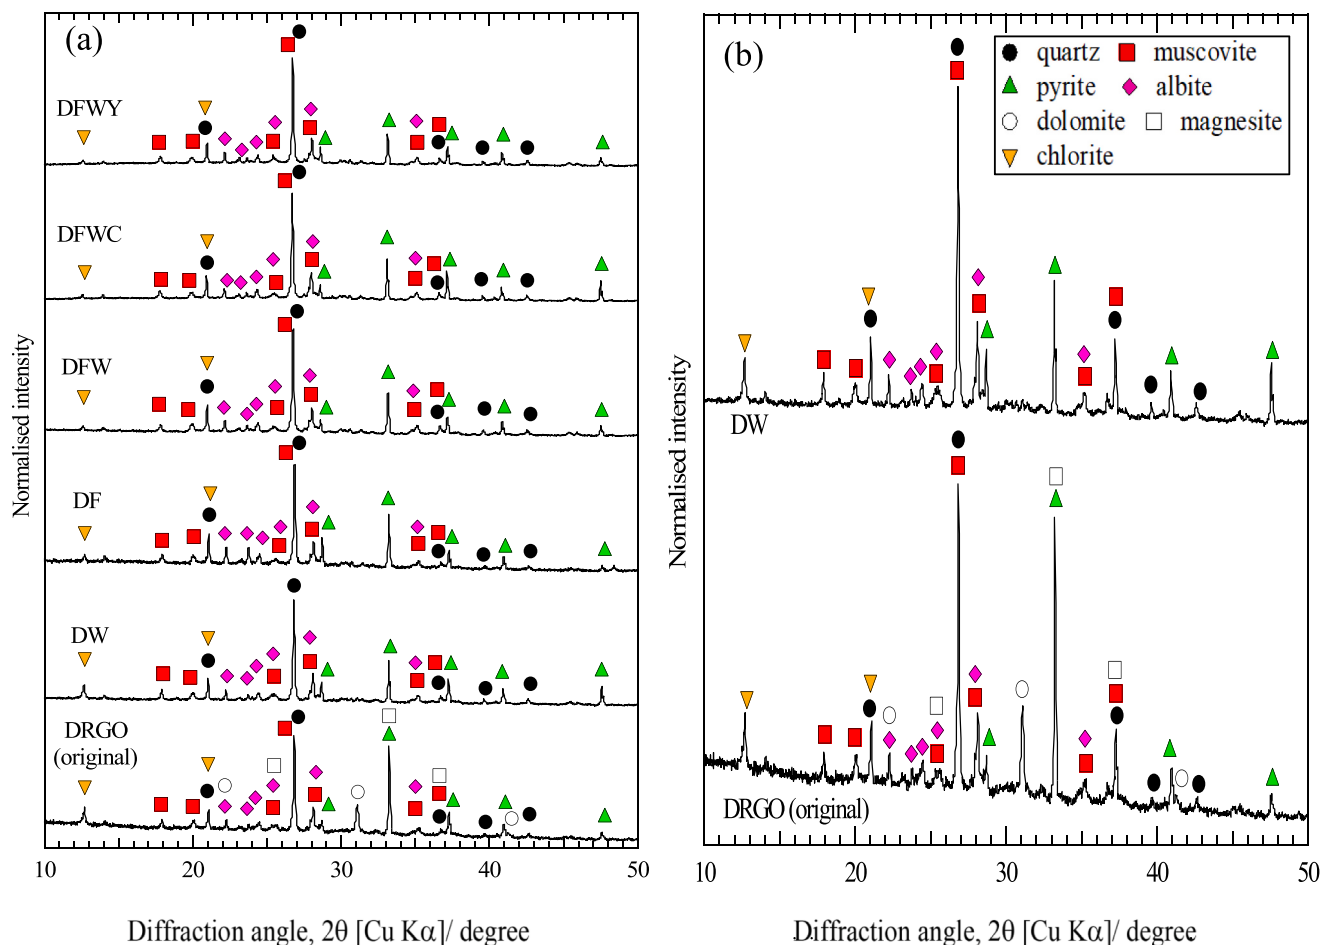 (a)
DFWY
DFWC
DFW
DF
DW
DRGO
(original)
Normalised intensity
10 20 30 40 50
Diffraction angle, 2θ [Cu Kα]/ degree
(b)
quartz muscovite
pyrite albite
dolomite magnesite
chlorite
DW
DRGO (original)
Normalised intensity
10 20 30 40 50
Diffraction angle, 2θ [Cu Kα]/ degree